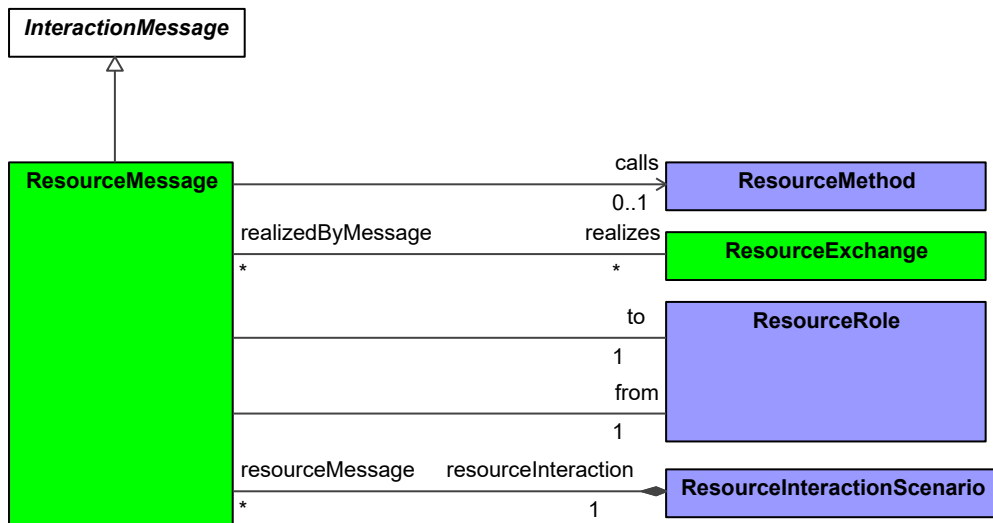 InteractionMessage
ResourceMessage
calls
ResourceMethod
0..1
realizedByMessage
realizes
ResourceExchange
*
*
to
ResourceRole
1
from
1
resourceMessage
resourceInteraction
ResourceInteractionScenario
*
1